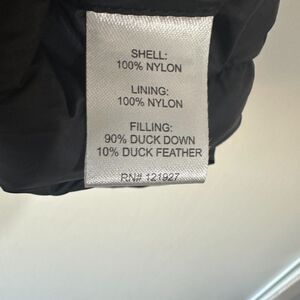 SHELL:
100% NYLON
LINING:
100% NYLON
FILLING:
90% DUCK DOWN
10% DUCK FEATHER
RN# 121927